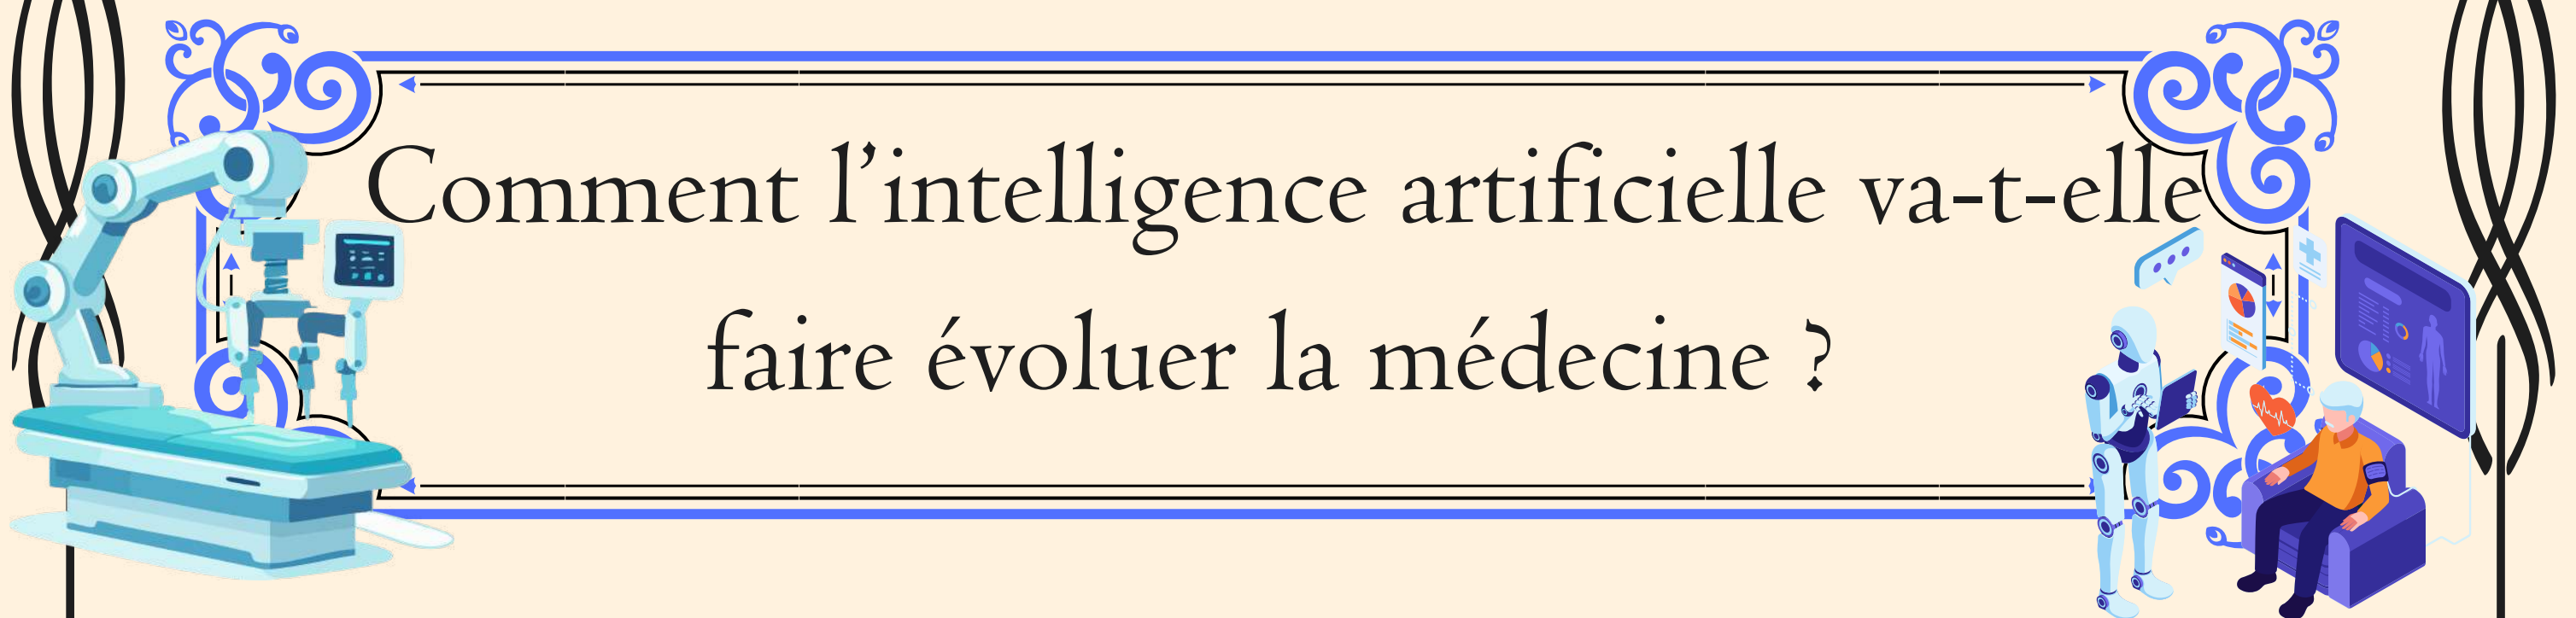 Comment l’intelligence artificielle va-t-elle
faire évoluer la médecine ?